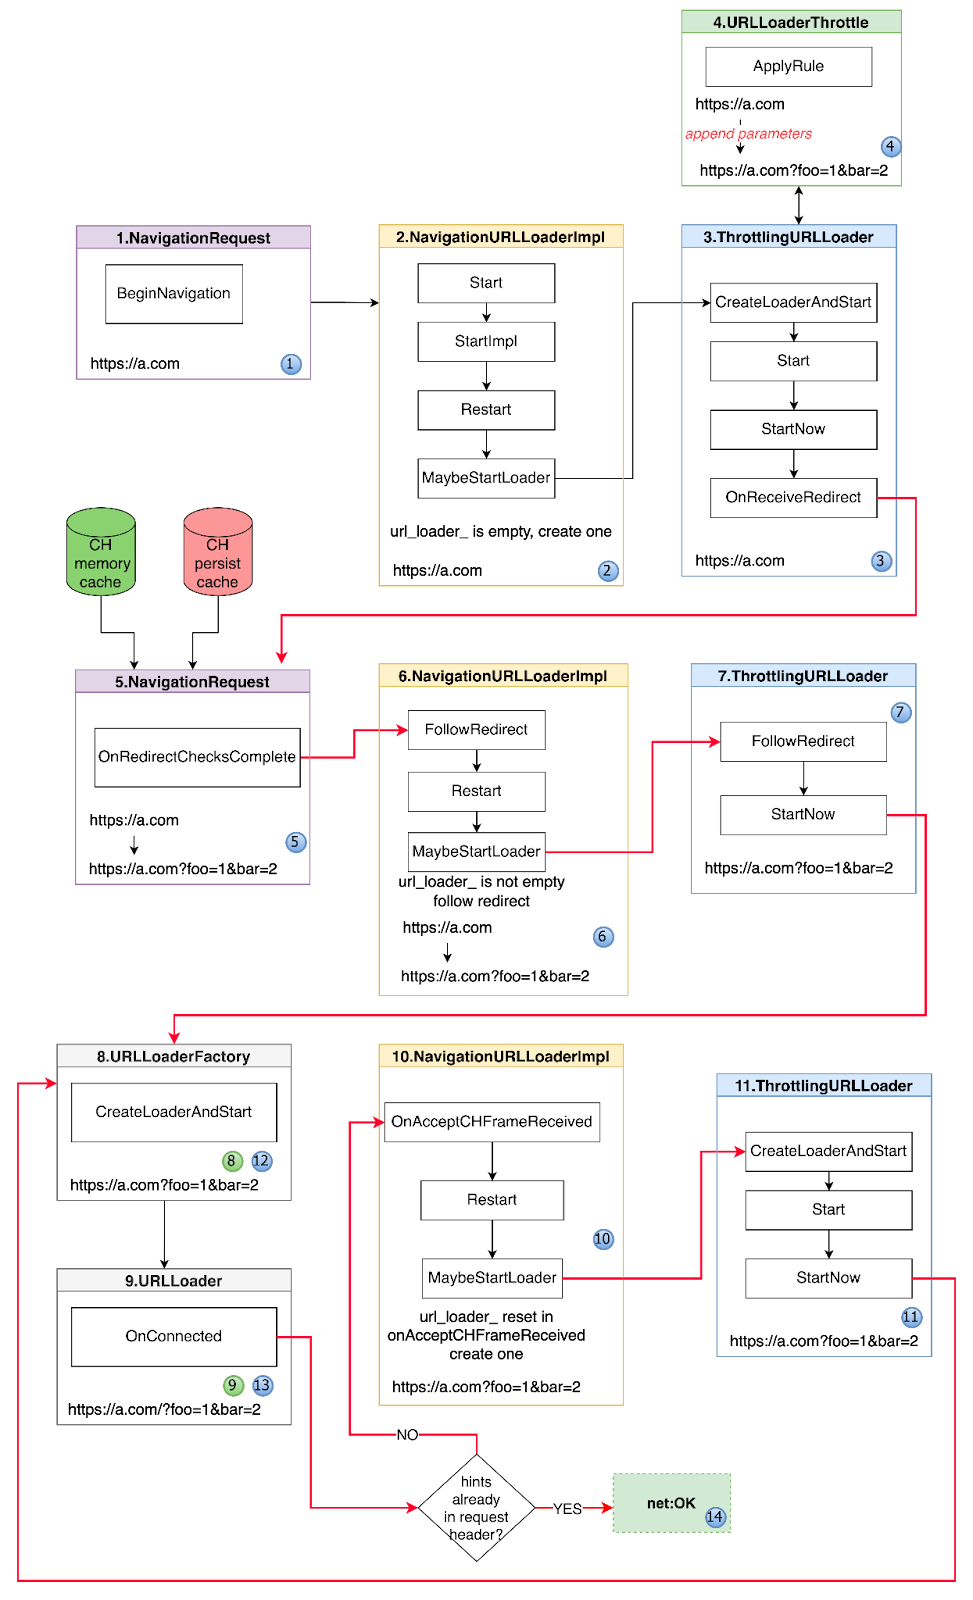 4.URLLoaderThrottle
ApplyRule
https://a.com
append parameters
4
https://a.com?foo=1&bar=2
1.NavigationRequest
BeginNavigation
https://a.com
1
2.NavigationURLLoaderImpl
Start
StartImpl
Restart
MaybeStartLoader
url_loader_ is empty, create one
https://a.com
2
3.ThrottlingURLLoader
CreateLoaderAndStart
Start
StartNow
OnReceiveRedirect
https://a.com
3
CH
memory
cache
CH
persist
cache
5.NavigationRequest
OnRedirectChecksComplete
https://a.com
5
https://a.com?foo=1&bar=2
6.NavigationURLLoaderImpl
FollowRedirect
Restart
MaybeStartLoader
url_loader_ is not empty
follow redirect
https://a.com
6
https://a.com?foo=1&bar=2
7.ThrottlingURLLoader
7
FollowRedirect
StartNow
https://a.com?foo=1&bar=2
8.URLLoaderFactory
CreateLoaderAndStart
8 12
https://a.com?foo=1&bar=2
9.URLLoader
OnConnected
9 13
https://a.com/?foo=1&bar=2
10.NavigationURLLoaderImpl
OnAcceptCHFrameReceived
Restart
10
MaybeStartLoader
url_loader_ reset in
onAcceptCHFrameReceived
create one
https://a.com?foo=1&bar=2
11.ThrottlingURLLoader
CreateLoaderAndStart
Start
StartNow
11
https://a.com?foo=1&bar=2
NO
hints
already
in request
header?
YES
net:OK
14